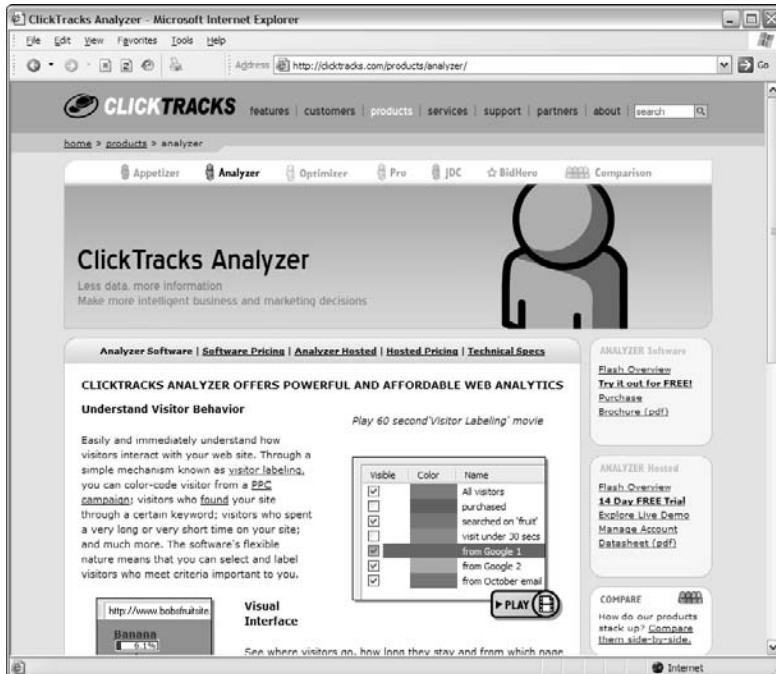 ClickTracks Analyzer - Microsoft Internet Explorer
File Edit View Favorites Tools Help
Address http://clicktracks.com/products/analyzer/ Go
CLICKTRACKS features | customers | products | services | support | partners | about | search
home > products > analyzer
Appetizer Analyzer Optimizer Pro JDC BidHero Comparison
ClickTracks Analyzer
Less data, more information
Make more intelligent business and marketing decisions
Analyzer Software | Software Pricing | Analyzer Hosted | Hosted Pricing | Technical Specs
CLICKTRACKS ANALYZER OFFERS POWERFUL AND AFFORDABLE WEB ANALYTICS
Understand Visitor Behavior
Easily and immediately understand how
visitors interact with your web site. Through a
simple mechanism known as visitor labeling,
you can color-code visitor from a PPC
campaign; visitors who found your site
through a certain keyword; visitors who spent
a very long or very short time on your site;
and much more. The software's flexible
nature means that you can select and label
visitors who meet criteria important to you.
Play 60 second 'Visitor Labeling' movie
Visible Color Name
All visitors
purchased
searched on 'fruit'
visit under 30 secs
from Google 1
from Google 2
from October email
PLAY
http://www.bobsfruitsite.
Banana
6.1%
Visual
Interface
See where visitors go, how long they stay and from which page
ANALYZER Software
Flash Overview
Try it out for FREE!
Purchase
Brochure (pdf)
ANALYZER Hosted
Flash Overview
14 Day FREE Trial
Explore Live Demo
Manage Account
Datasheet (pdf)
COMPARE
How do our products
stack up? Compare
them side-by-side.
Internet